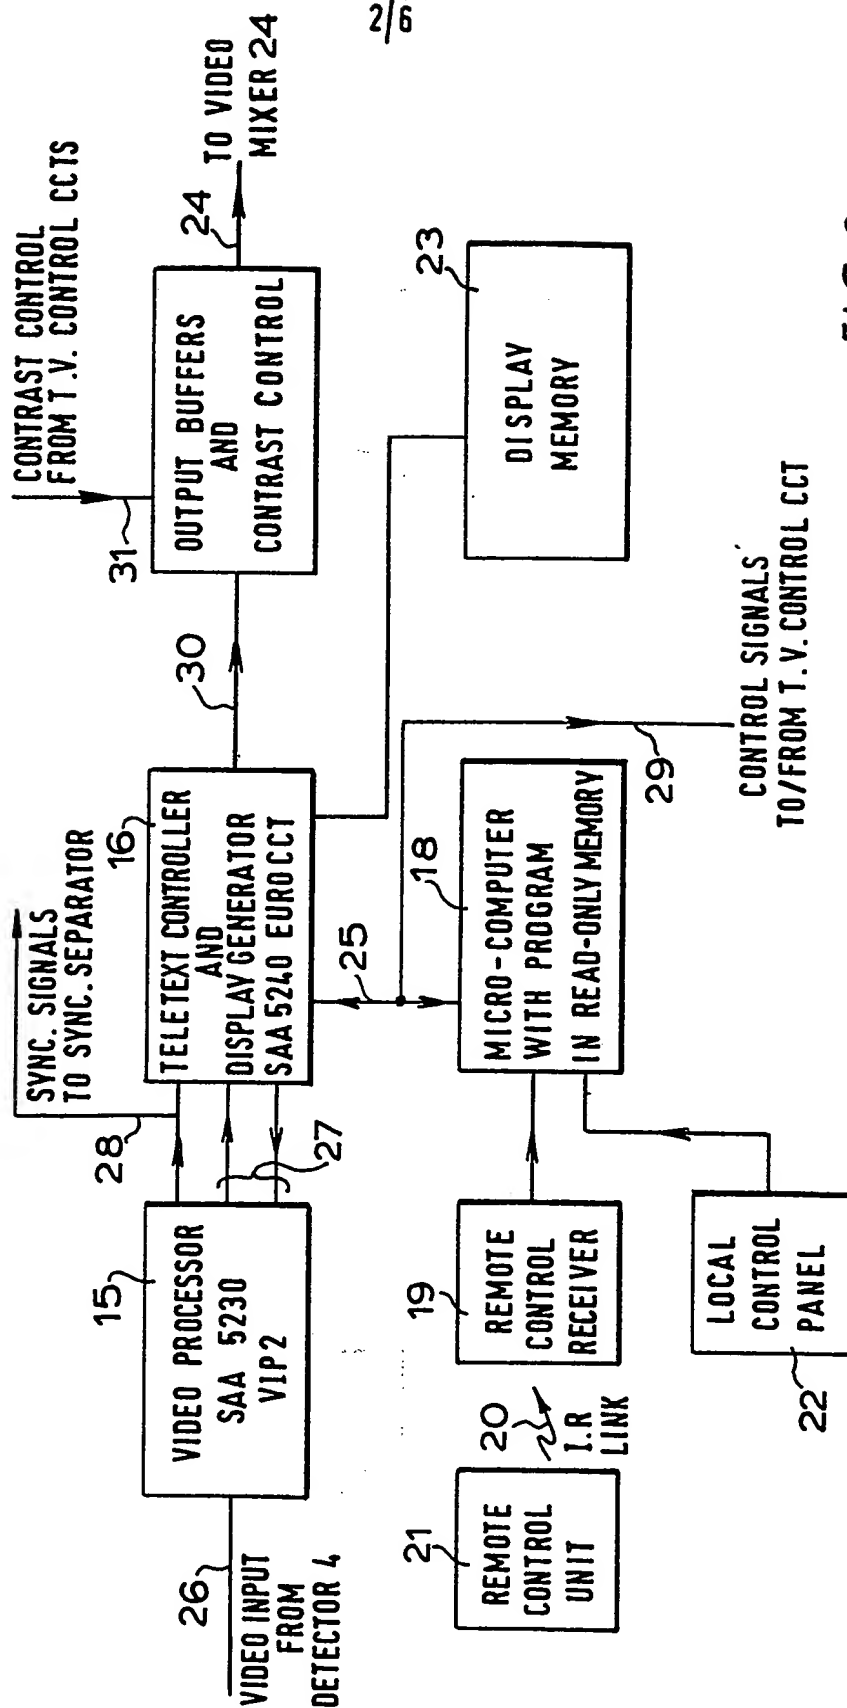 2/6
CONTRAST CONTROL
FROM T.V. CONTROL CCTS
TO VIDEO
MIXER 24
24
31
OUTPUT BUFFERS
AND
CONTRAST CONTROL
30
SYNC. SIGNALS
TO SYNC. SEPARATOR
28
16
TELETEXT CONTROLLER
AND
DISPLAY GENERATOR
SAA 5240 EUROCCT
27
15
VIDEO PROCESSOR
SAA 5230
VIP2
26
VIDEO INPUT
FROM
DETECTOR 4
23
DISPLAY
MEMORY
25
29
CONTROL SIGNALS
TO/FROM T.V. CONTROL CCT
18
MICRO-COMPUTER
WITH PROGRAM
IN READ-ONLY MEMORY
19
REMOTE
CONTROL
RECEIVER
20
I.R
LINK
21
REMOTE
CONTROL
UNIT
LOCAL
CONTROL
PANEL
22